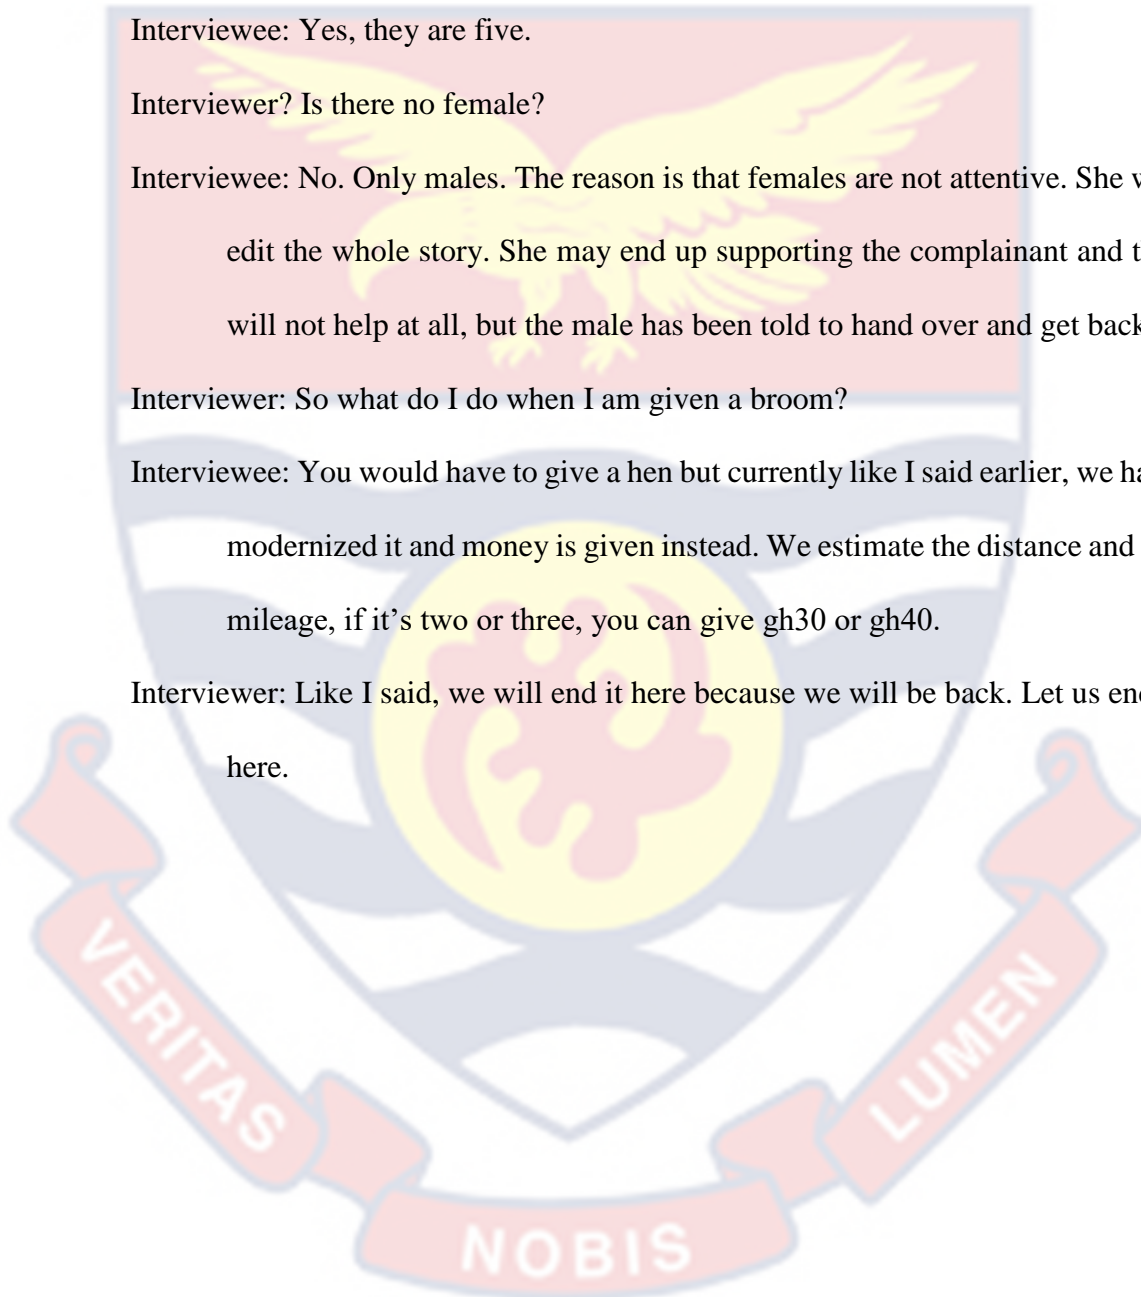 Interviewee: Yes, they are five.
Interviewer? Is there no female?
Interviewee: No. Only males. The reason is that females are not attentive. She
edit the whole story. She may end up supporting the complainant and
will not help at all, but the male has been told to hand over and get back
Interviewer: So what do I do when I am given a broom?
Interviewee: You would have to give a hen but currently like I said earlier, we
modernized it and money is given instead. We estimate the distance and
mileage, if it’s two or three, you can give gh30 or gh40.
Interviewer: Like I said, we will end it here because we will be back. Let us
here.
VERITAS
NOBIS
LUMEN